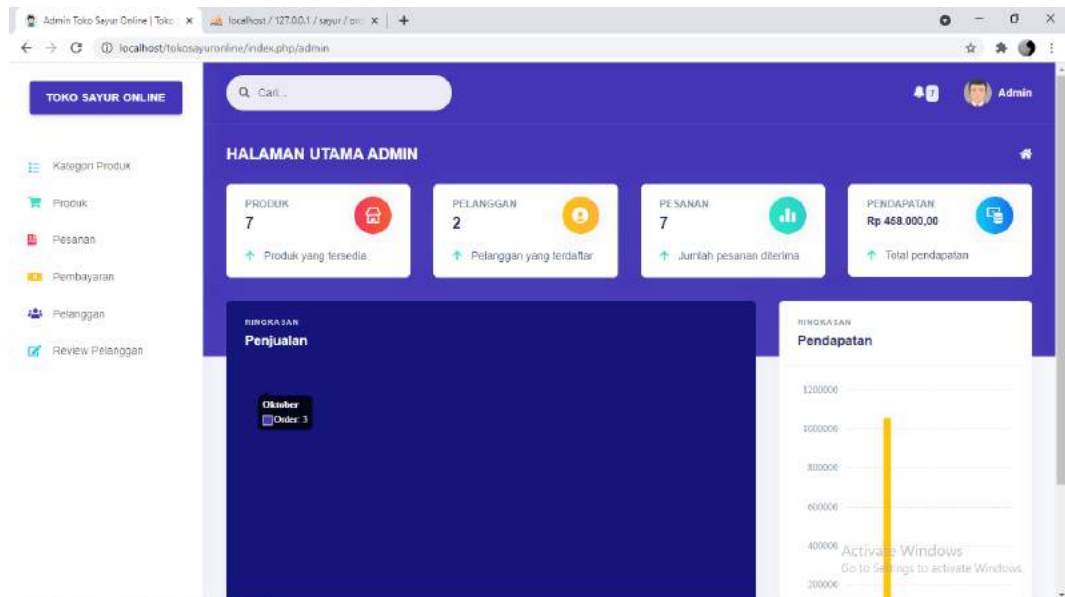 Admin Toko Sayur Online | Toko
localhost / 127.0.0.1 / sayur / ord
localhost/tokosayuronline/index.php/admin
TOKO SAYUR ONLINE
Cari...
Admin
Kategori Produk
Produk
Pesanan
Pembayaran
Pelanggan
Review Pelanggan
HALAMAN UTAMA ADMIN
PRODUK
7
Produk yang tersedia
PELANGGAN
2
Pelanggan yang terdaftar
PESANAN
7
Jumlah pesanan diterima
PENDAPATAN
Rp 468.000,00
Total pendapatan
RINGKASAN
Penjualan
Oktober
Order: 3
RINGKASAN
Pendapatan
1200000
1000000
800000
600000
400000
200000
Activate Windows
Go to Settings to activate Windows.